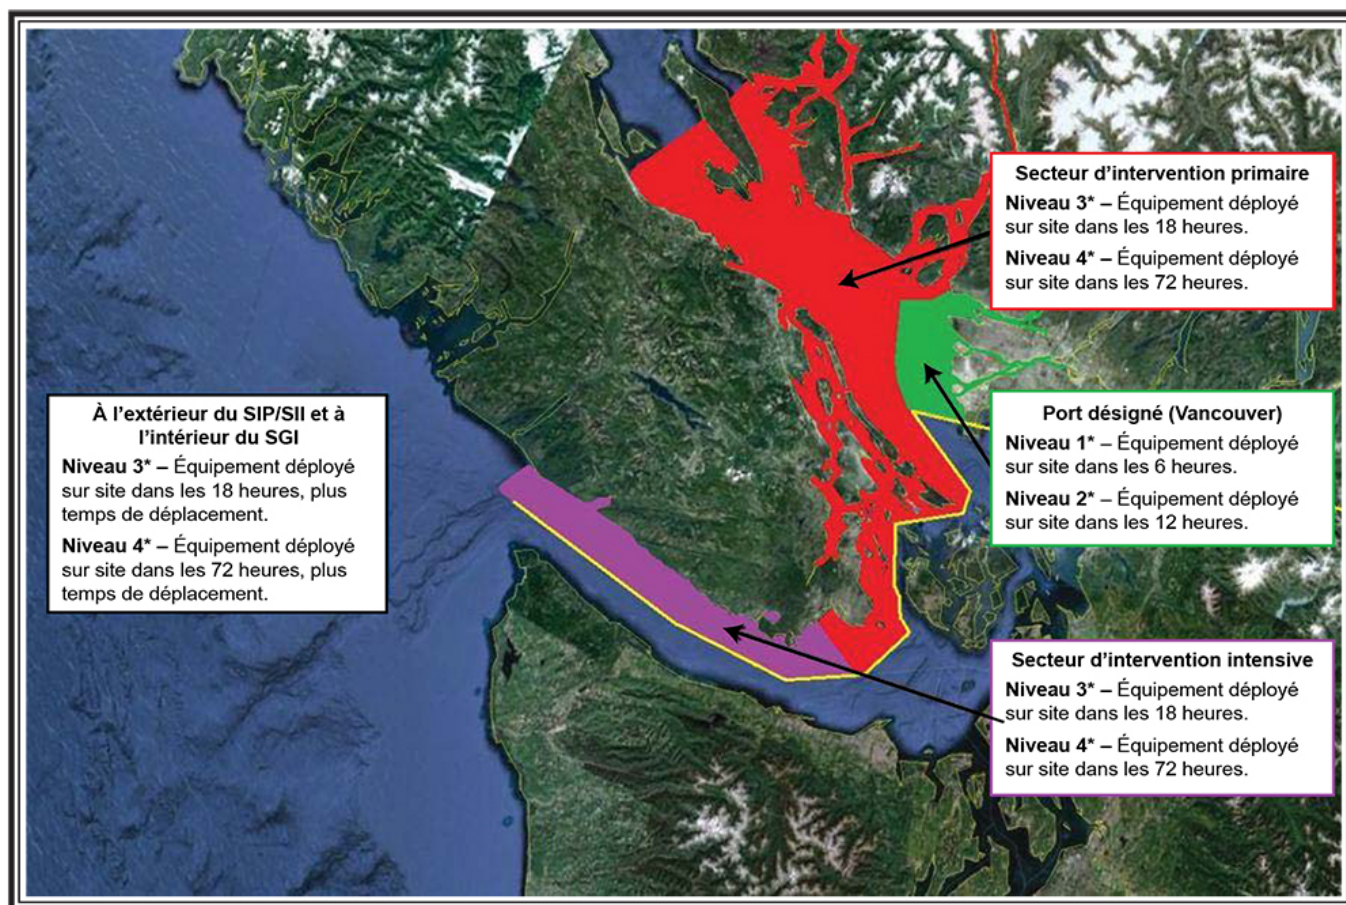 Secteur d'intervention primaire
Niveau 3* – Équipement déployé
sur site dans les 18 heures.
Niveau 4* – Équipement déployé
sur site dans les 72 heures.
À l'extérieur du SIP/SII et à
l'intérieur du SGI
Niveau 3* – Équipement déployé
sur site dans les 18 heures, plus
temps de déplacement.
Niveau 4* – Équipement déployé
sur site dans les 72 heures, plus
temps de déplacement.
Port désigné (Vancouver)
Niveau 1* – Équipement déployé
sur site dans les 6 heures.
Niveau 2* – Équipement déployé
sur site dans les 12 heures.
Secteur d'intervention intensive
Niveau 3* – Équipement déployé
sur site dans les 18 heures.
Niveau 4* – Équipement déployé
sur site dans les 72 heures.